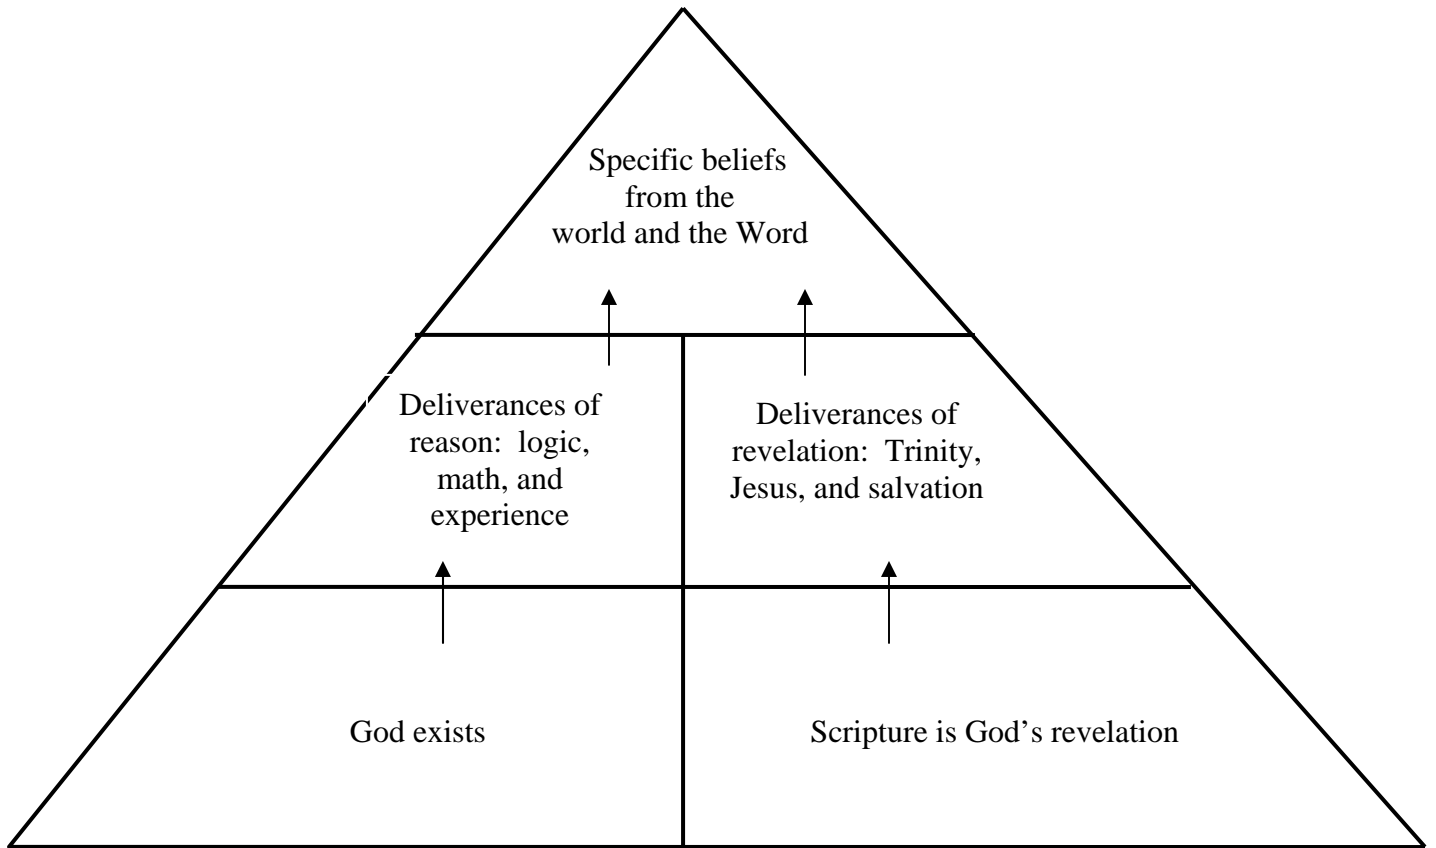 Specific beliefs
from the
world and the Word
Deliverances of
reason:  logic,
math, and
experience
Deliverances of
revelation:  Trinity,
Jesus, and salvation
God exists
Scripture is God’s revelation